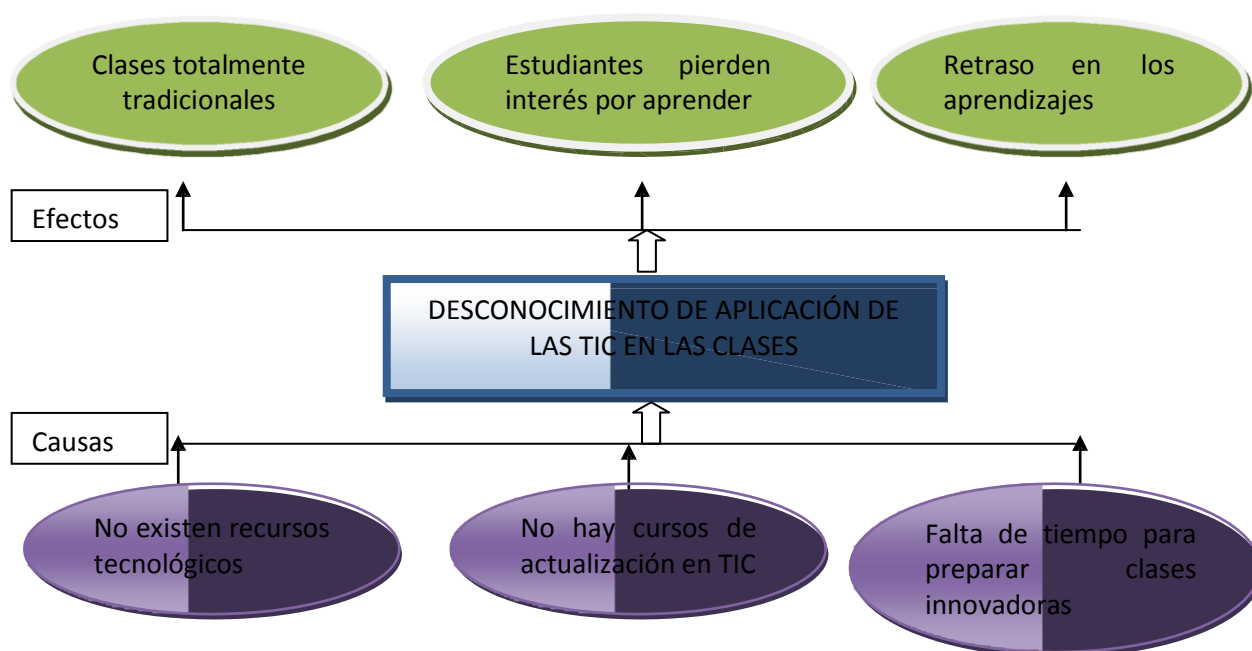 Clases totalmente
tradicionales
Estudiantes pierden
interés por aprender
Retraso en los
aprendizajes
Efectos
DESCONOCIMIENTO DE APLICACIÓN DE
LAS TIC EN LAS CLASES
Causas
No existen recursos
tecnológicos
No hay cursos de
actualización en TIC
Falta de tiempo para
preparar clases
innovadoras